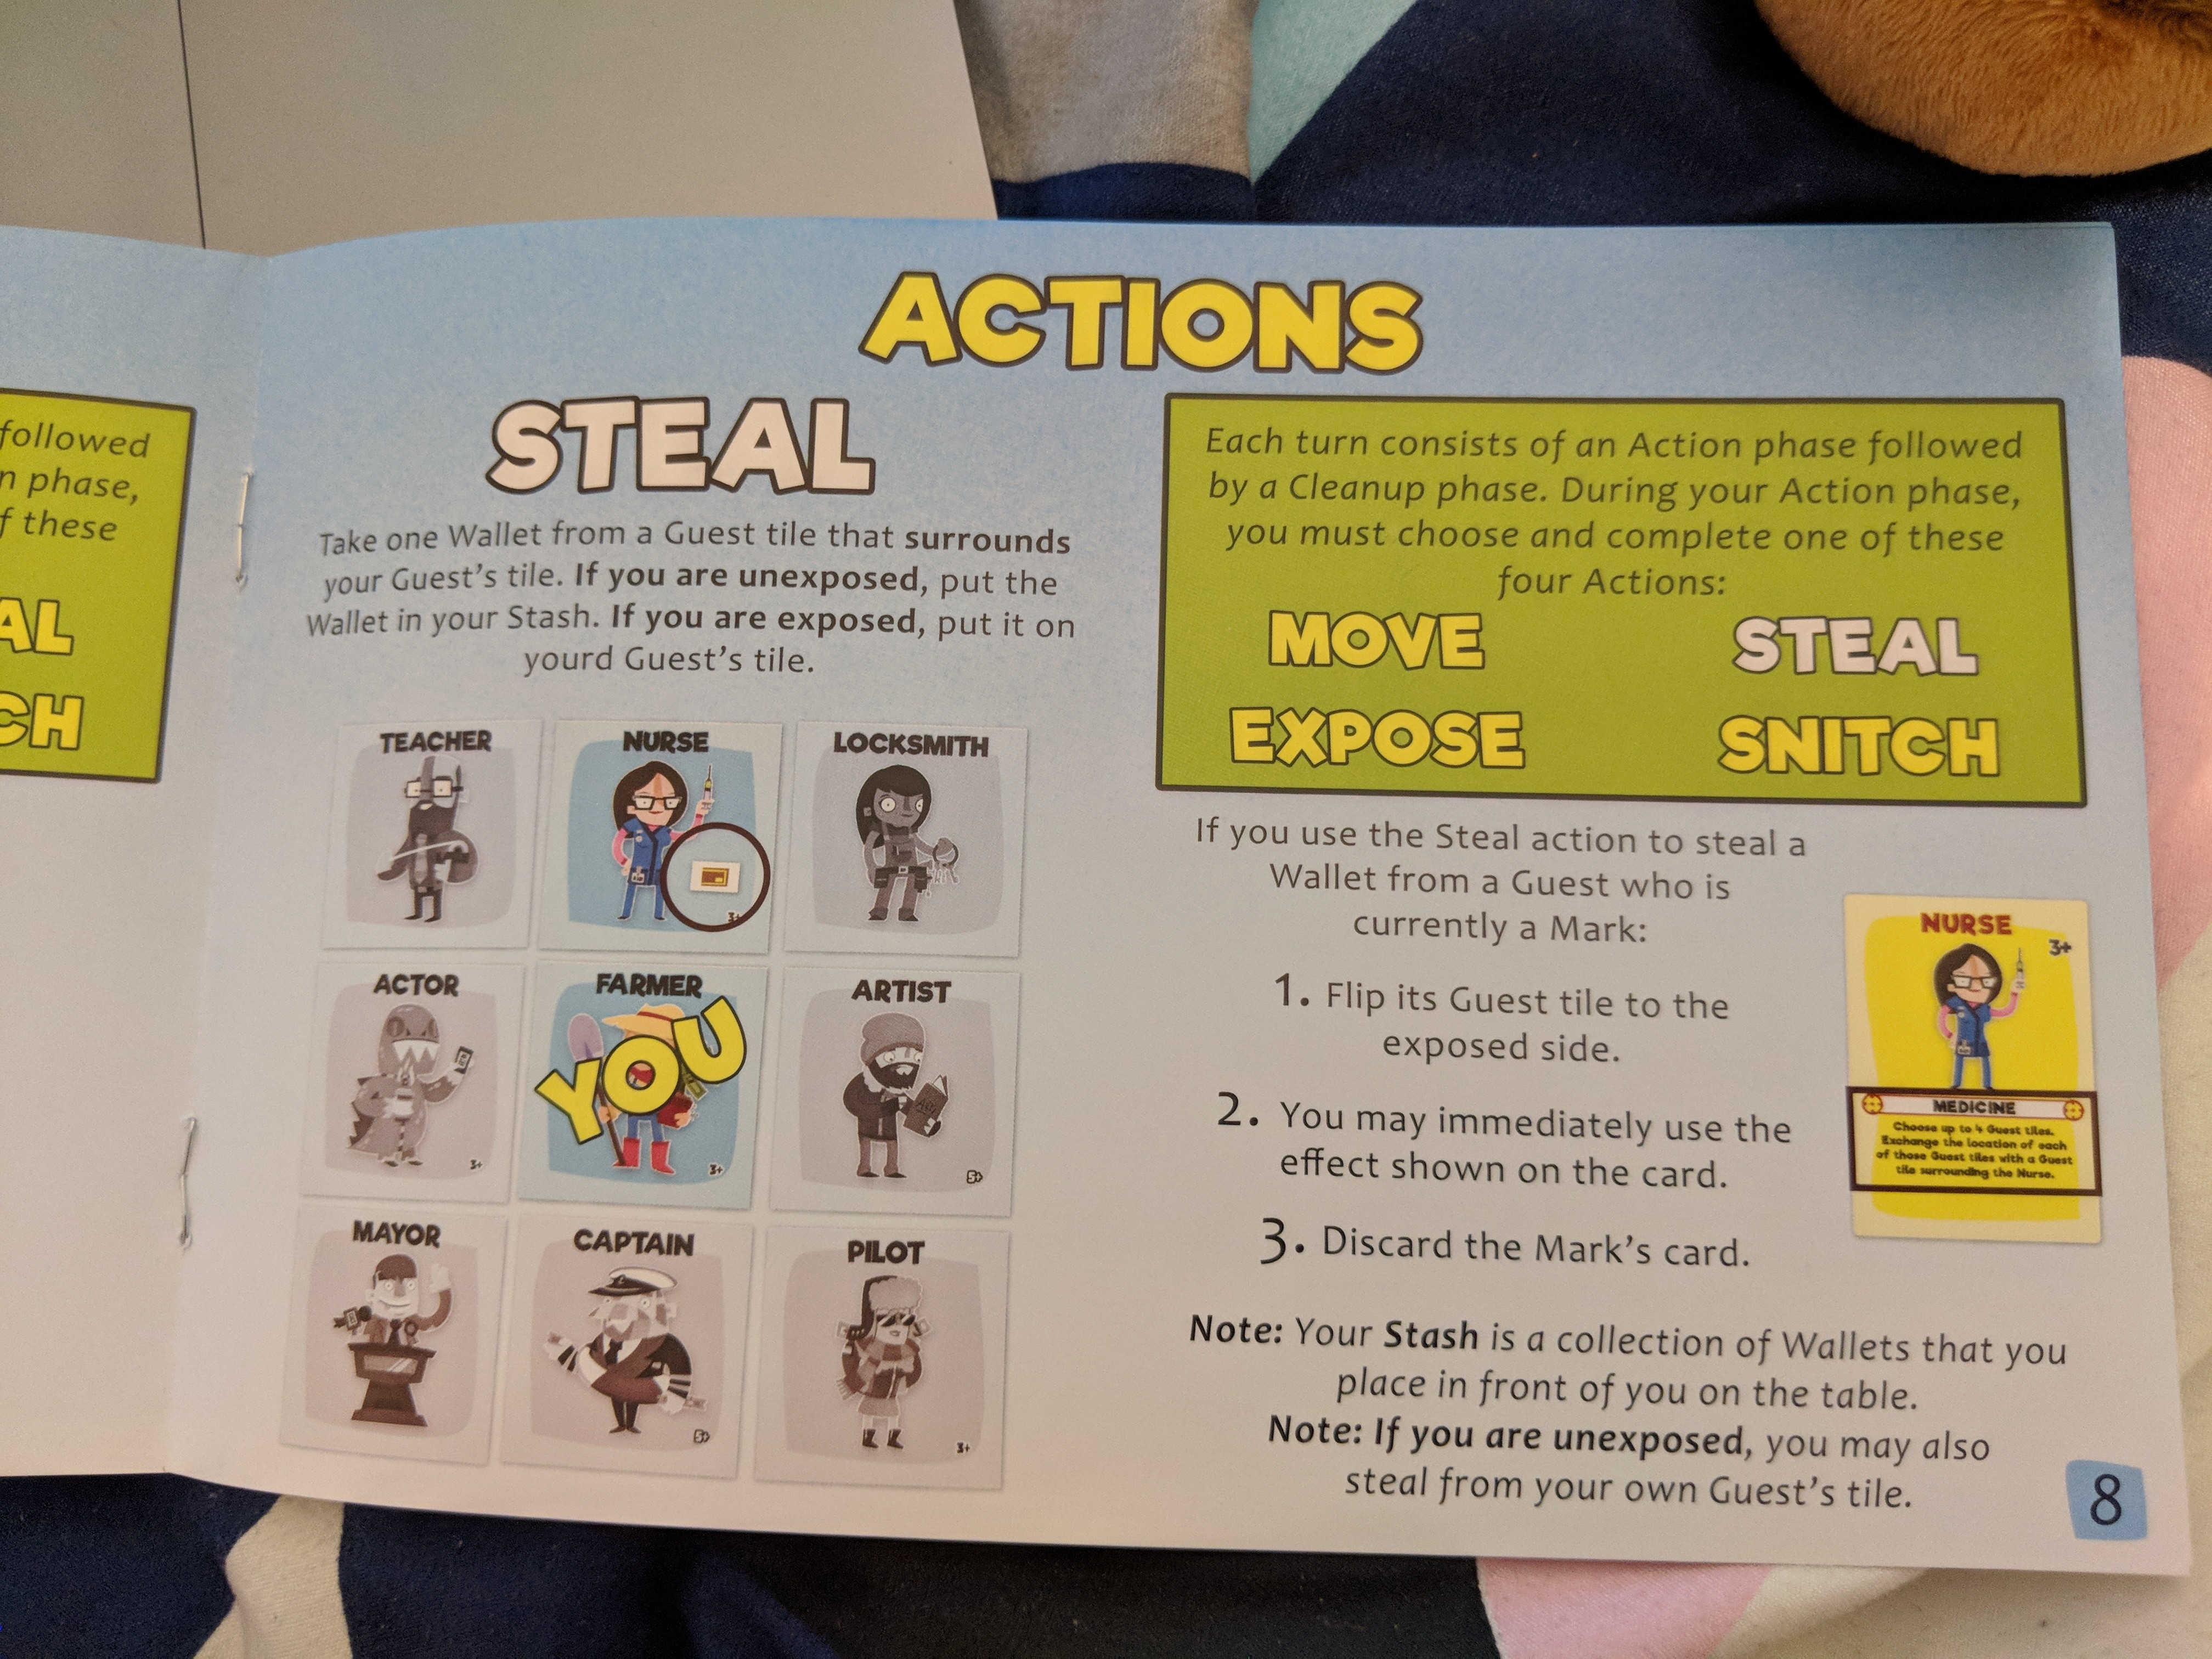 followed
n phase,
f these
AL
CH
ACTIONS
STEAL
Take one Wallet from a Guest tile that surrounds
your Guest's tile. If you are unexposed, put the
Wallet in your Stash. If you are exposed, put it on
yourd Guest's tile.
TEACHER
NURSE
LOCKSMITH
3+
ACTOR
FARMER
ARTIST
YOU
3+
3+
5+
MAYOR
CAPTAIN
PILOT
5+
3+
Each turn consists of an Action phase followed
by a Cleanup phase. During your Action phase,
you must choose and complete one of these
four Actions:
MOVE
STEAL
EXPOSE
SNITCH
If you use the Steal action to steal a
Wallet from a Guest who is
currently a Mark:
1. Flip its Guest tile to the
exposed side.
2. You may immediately use the
effect shown on the card.
3. Discard the Mark's card.
NURSE
3+
MEDICINE
Choose up to 4 Guest tiles.
Exchange the location of each
of those Guest tiles with a Guest
tile surrounding the Nurse.
Note: Your Stash is a collection of Wallets that you
place in front of you on the table.
Note: If you are unexposed, you may also
steal from your own Guest's tile.
8